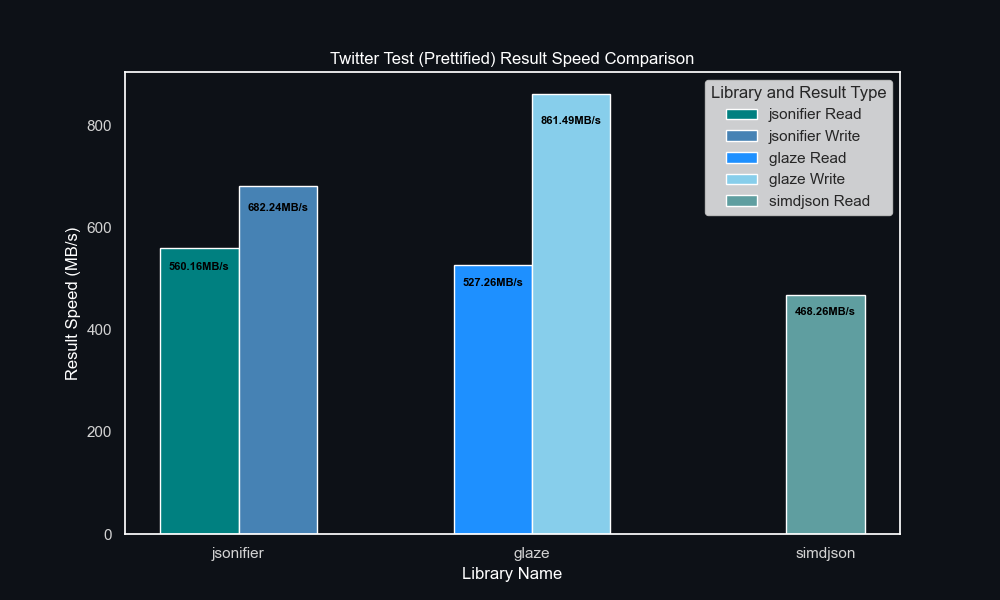 Twitter Test (Prettified) Result Speed Comparison
Library and Result Type
jsonifier Read
jsonifier Write
glaze Read
glaze Write
simdjson Read
Result Speed (MB/s)
800
600
400
200
0
560.16MB/s
682.24MB/s
527.26MB/s
861.49MB/s
468.26MB/s
jsonifier
glaze
simdjson
Library Name